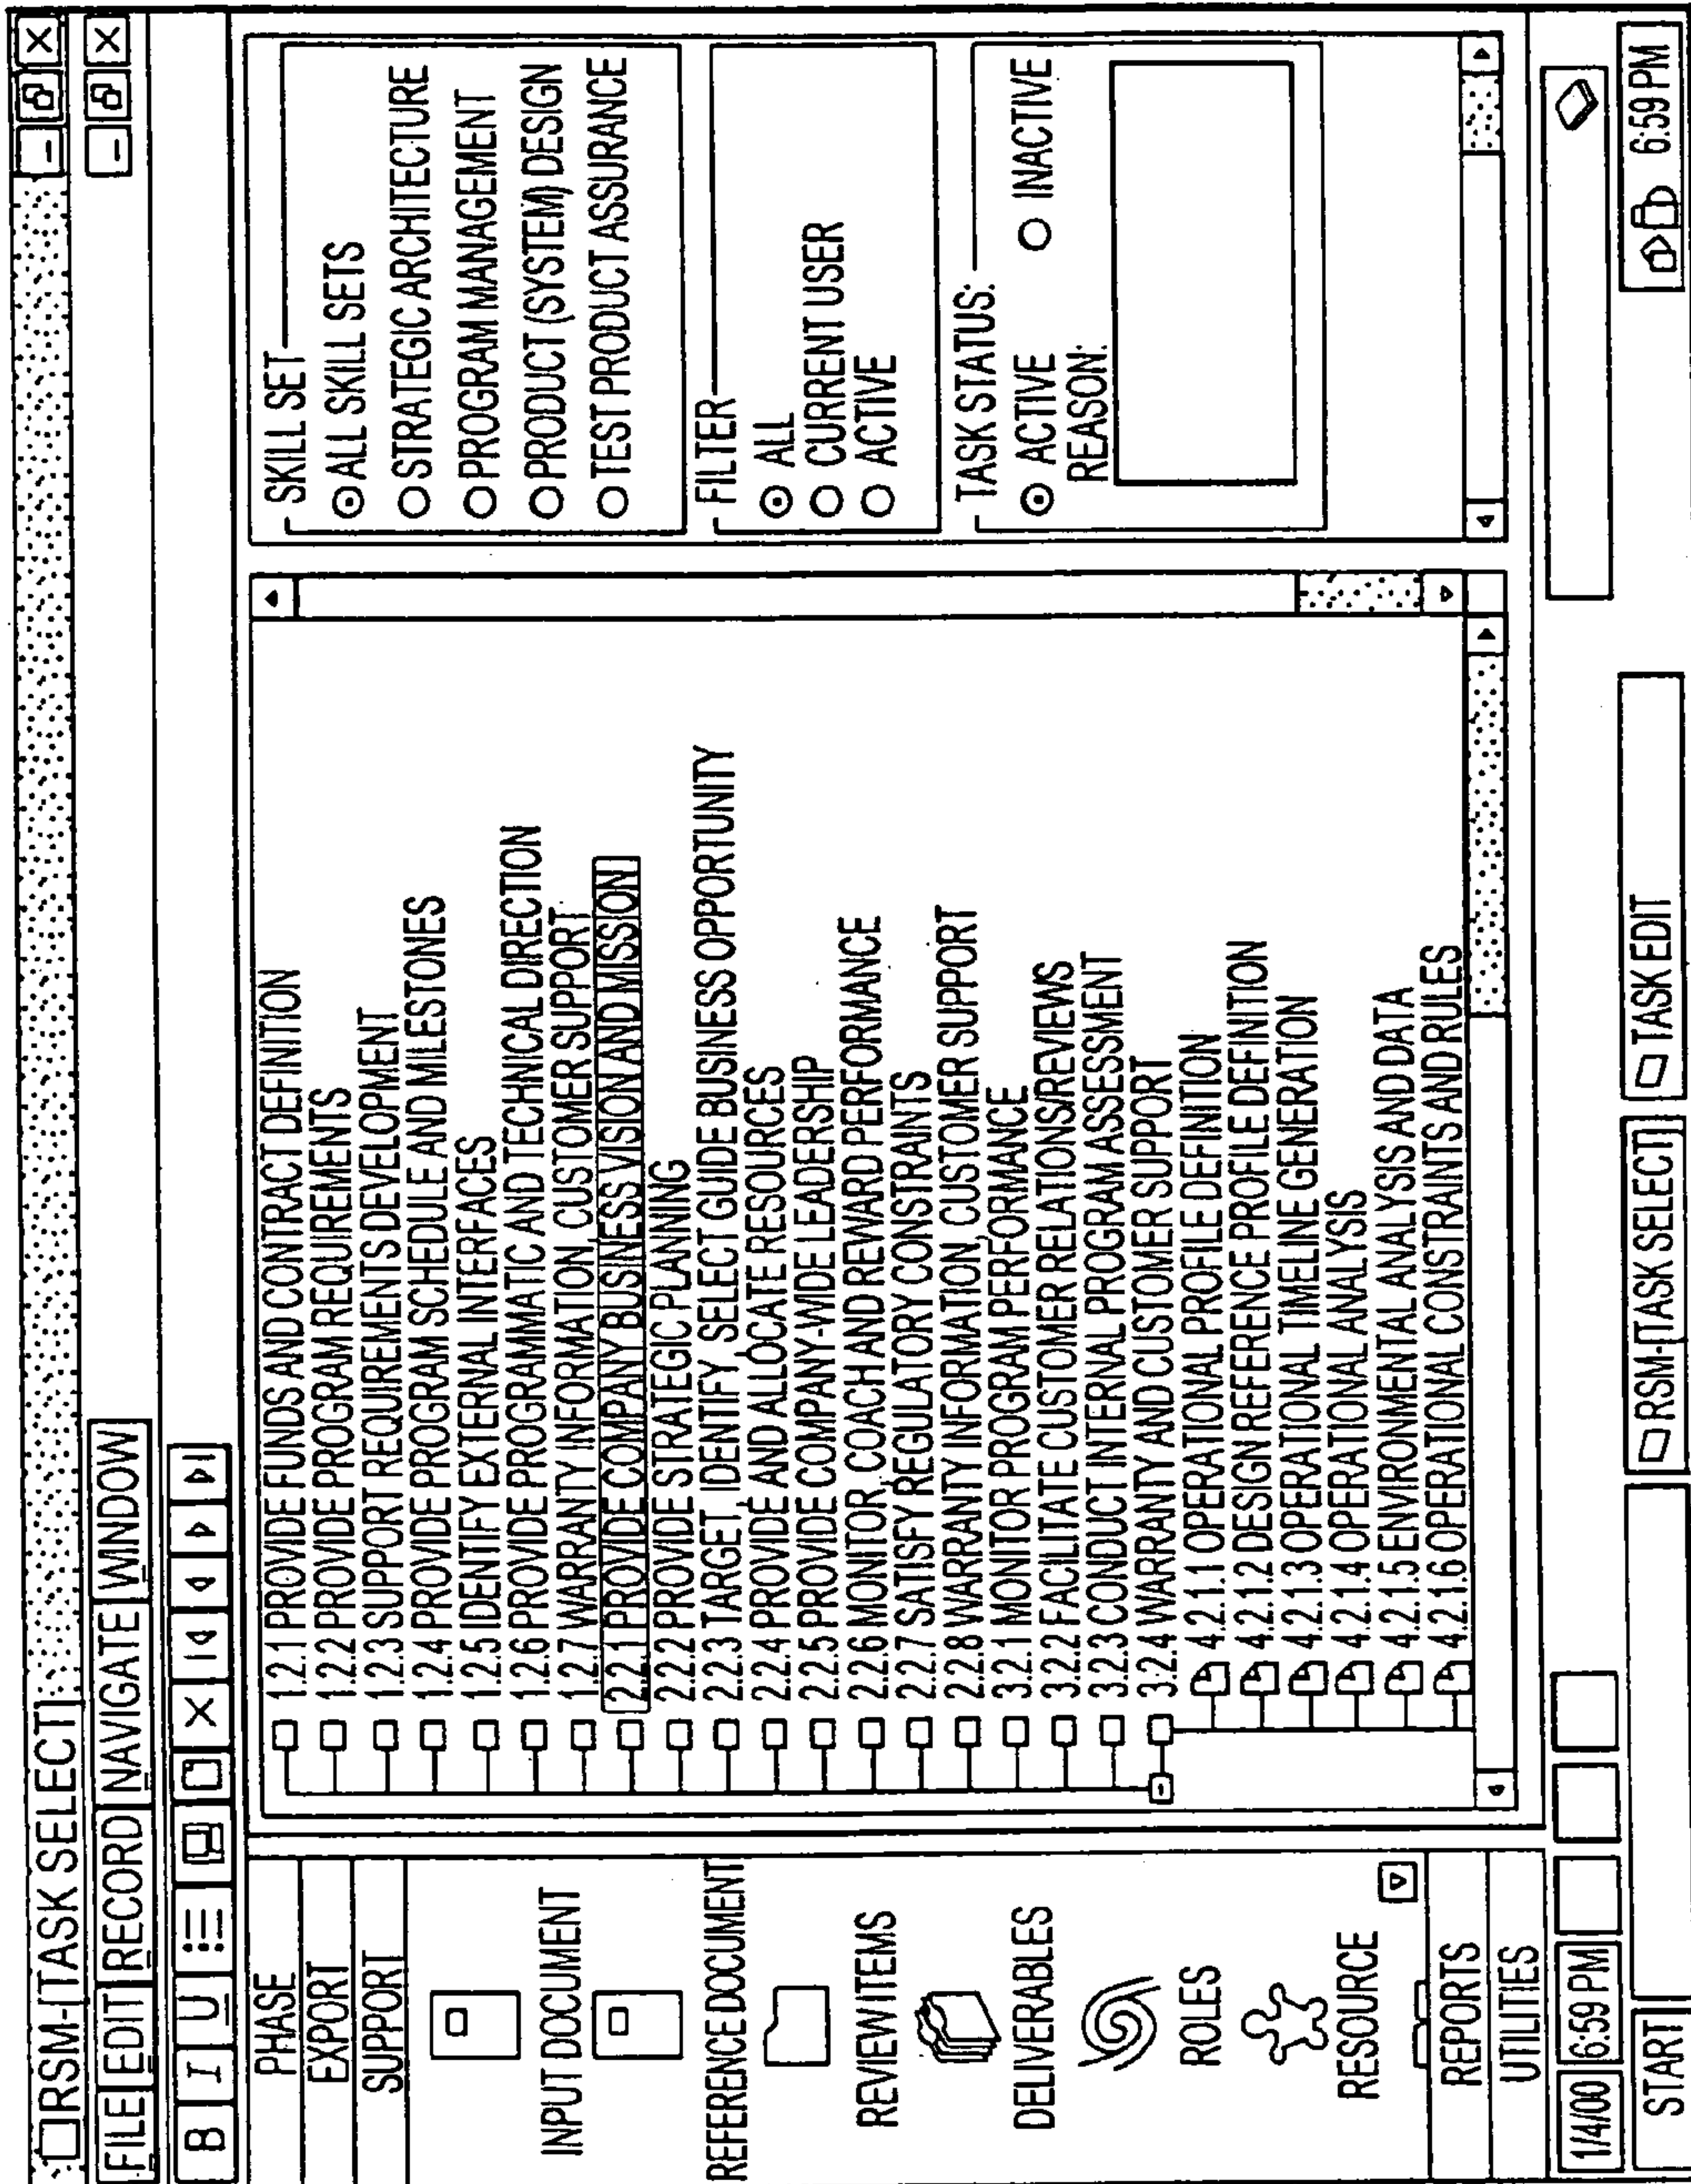 RSM-[TASK SELECT]
FILE EDIT RECORD NAVIGATE WINDOW
B I U
PHASE
EXPORT
SUPPORT
INPUT DOCUMENT
REFERENCE DOCUMENT
REVIEW ITEMS
DELIVERABLES
ROLES
RESOURCE
REPORTS
UTILITIES
1.2.1 PROVIDE FUNDS AND CONTRACT DEFINITION
1.2.2 PROVIDE PROGRAM REQUIREMENTS
1.2.3 SUPPORT REQUIREMENTS DEVELOPMENT
1.2.4 PROVIDE PROGRAM SCHEDULE AND MILESTONES
1.2.5 IDENTIFY EXTERNAL INTERFACES
1.2.6 PROVIDE PROGRAMMATIC AND TECHNICAL DIRECTION
1.2.7 WARRANTY INFORMATION, CUSTOMER SUPPORT
2.2.1 PROVIDE COMPANY BUSINESS VISION AND MISSION
2.2.2 PROVIDE STRATEGIC PLANNING
2.2.3 TARGET, IDENTIFY, SELECT GUIDE BUSINESS OPPORTUNITY
2.2.4 PROVIDE AND ALLOCATE RESOURCES
2.2.5 PROVIDE COMPANY-WIDE LEADERSHIP
2.2.6 MONITOR, COACH AND REWARD PERFORMANCE
2.2.7 SATISFY REGULATORY CONSTRAINTS
2.2.8 WARRANTY INFORMATION, CUSTOMER SUPPORT
3.2.1 MONITOR PROGRAM PERFORMANCE
3.2.2 FACILITATE CUSTOMER RELATIONS/REVIEWS
3.2.3 CONDUCT INTERNAL PROGRAM ASSESSMENT
3.2.4 WARRANTY AND CUSTOMER SUPPORT
4.2.1.1 OPERATIONAL PROFILE DEFINITION
4.2.1.2 DESIGN REFERENCE PROFILE DEFINITION
4.2.1.3 OPERATIONAL TIMELINE GENERATION
4.2.1.4 OPERATIONAL ANALYSIS
4.2.1.5 ENVIRONMENTAL ANALYSIS AND DATA
4.2.1.6 OPERATIONAL CONSTRAINTS AND RULES
SKILL SET
ALL SKILL SETS
STRATEGIC ARCHITECTURE
PROGRAM MANAGEMENT
PRODUCT (SYSTEM) DESIGN
TEST PRODUCT ASSURANCE
FILTER
ALL
CURRENT USER
ACTIVE
TASK STATUS:
ACTIVE INACTIVE
REASON:
1/4/00 6:59 PM
START RSM-[TASK SELECT] TASK EDIT 6:59 PM